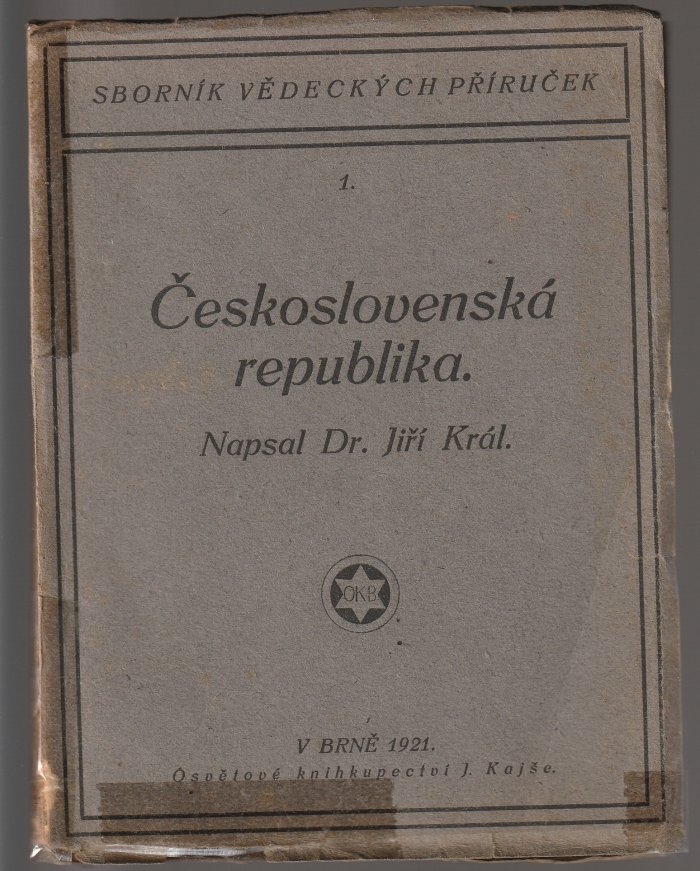 SBORNÍK VĚDECKÝCH PŘÍRUČEK
1.
Československá
republika.
Napsal Dr. Jiří Král.
OKB
V BRNĚ 1921.
Osvětové knihkupectví J. Kajše.